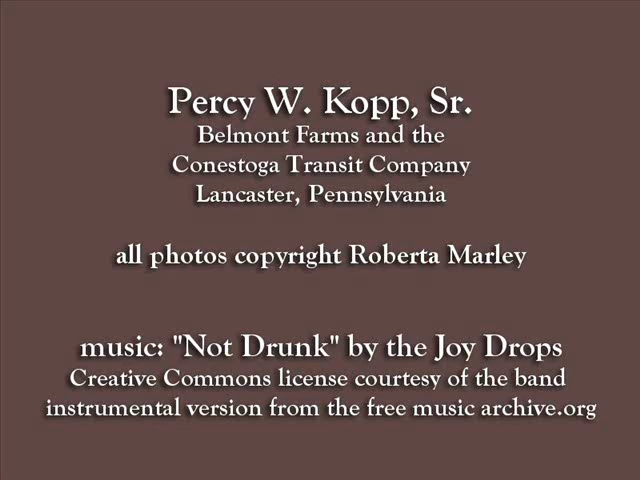 Percy W. Kopp, Sr.
Belmont Farms and the
Conestoga Transit Company
Lancaster, Pennsylvania
all photos copyright Roberta Marley
music: "Not Drunk" by the Joy Drops
Creative Commons license courtesy of the band
instrumental version from the free music archive.org